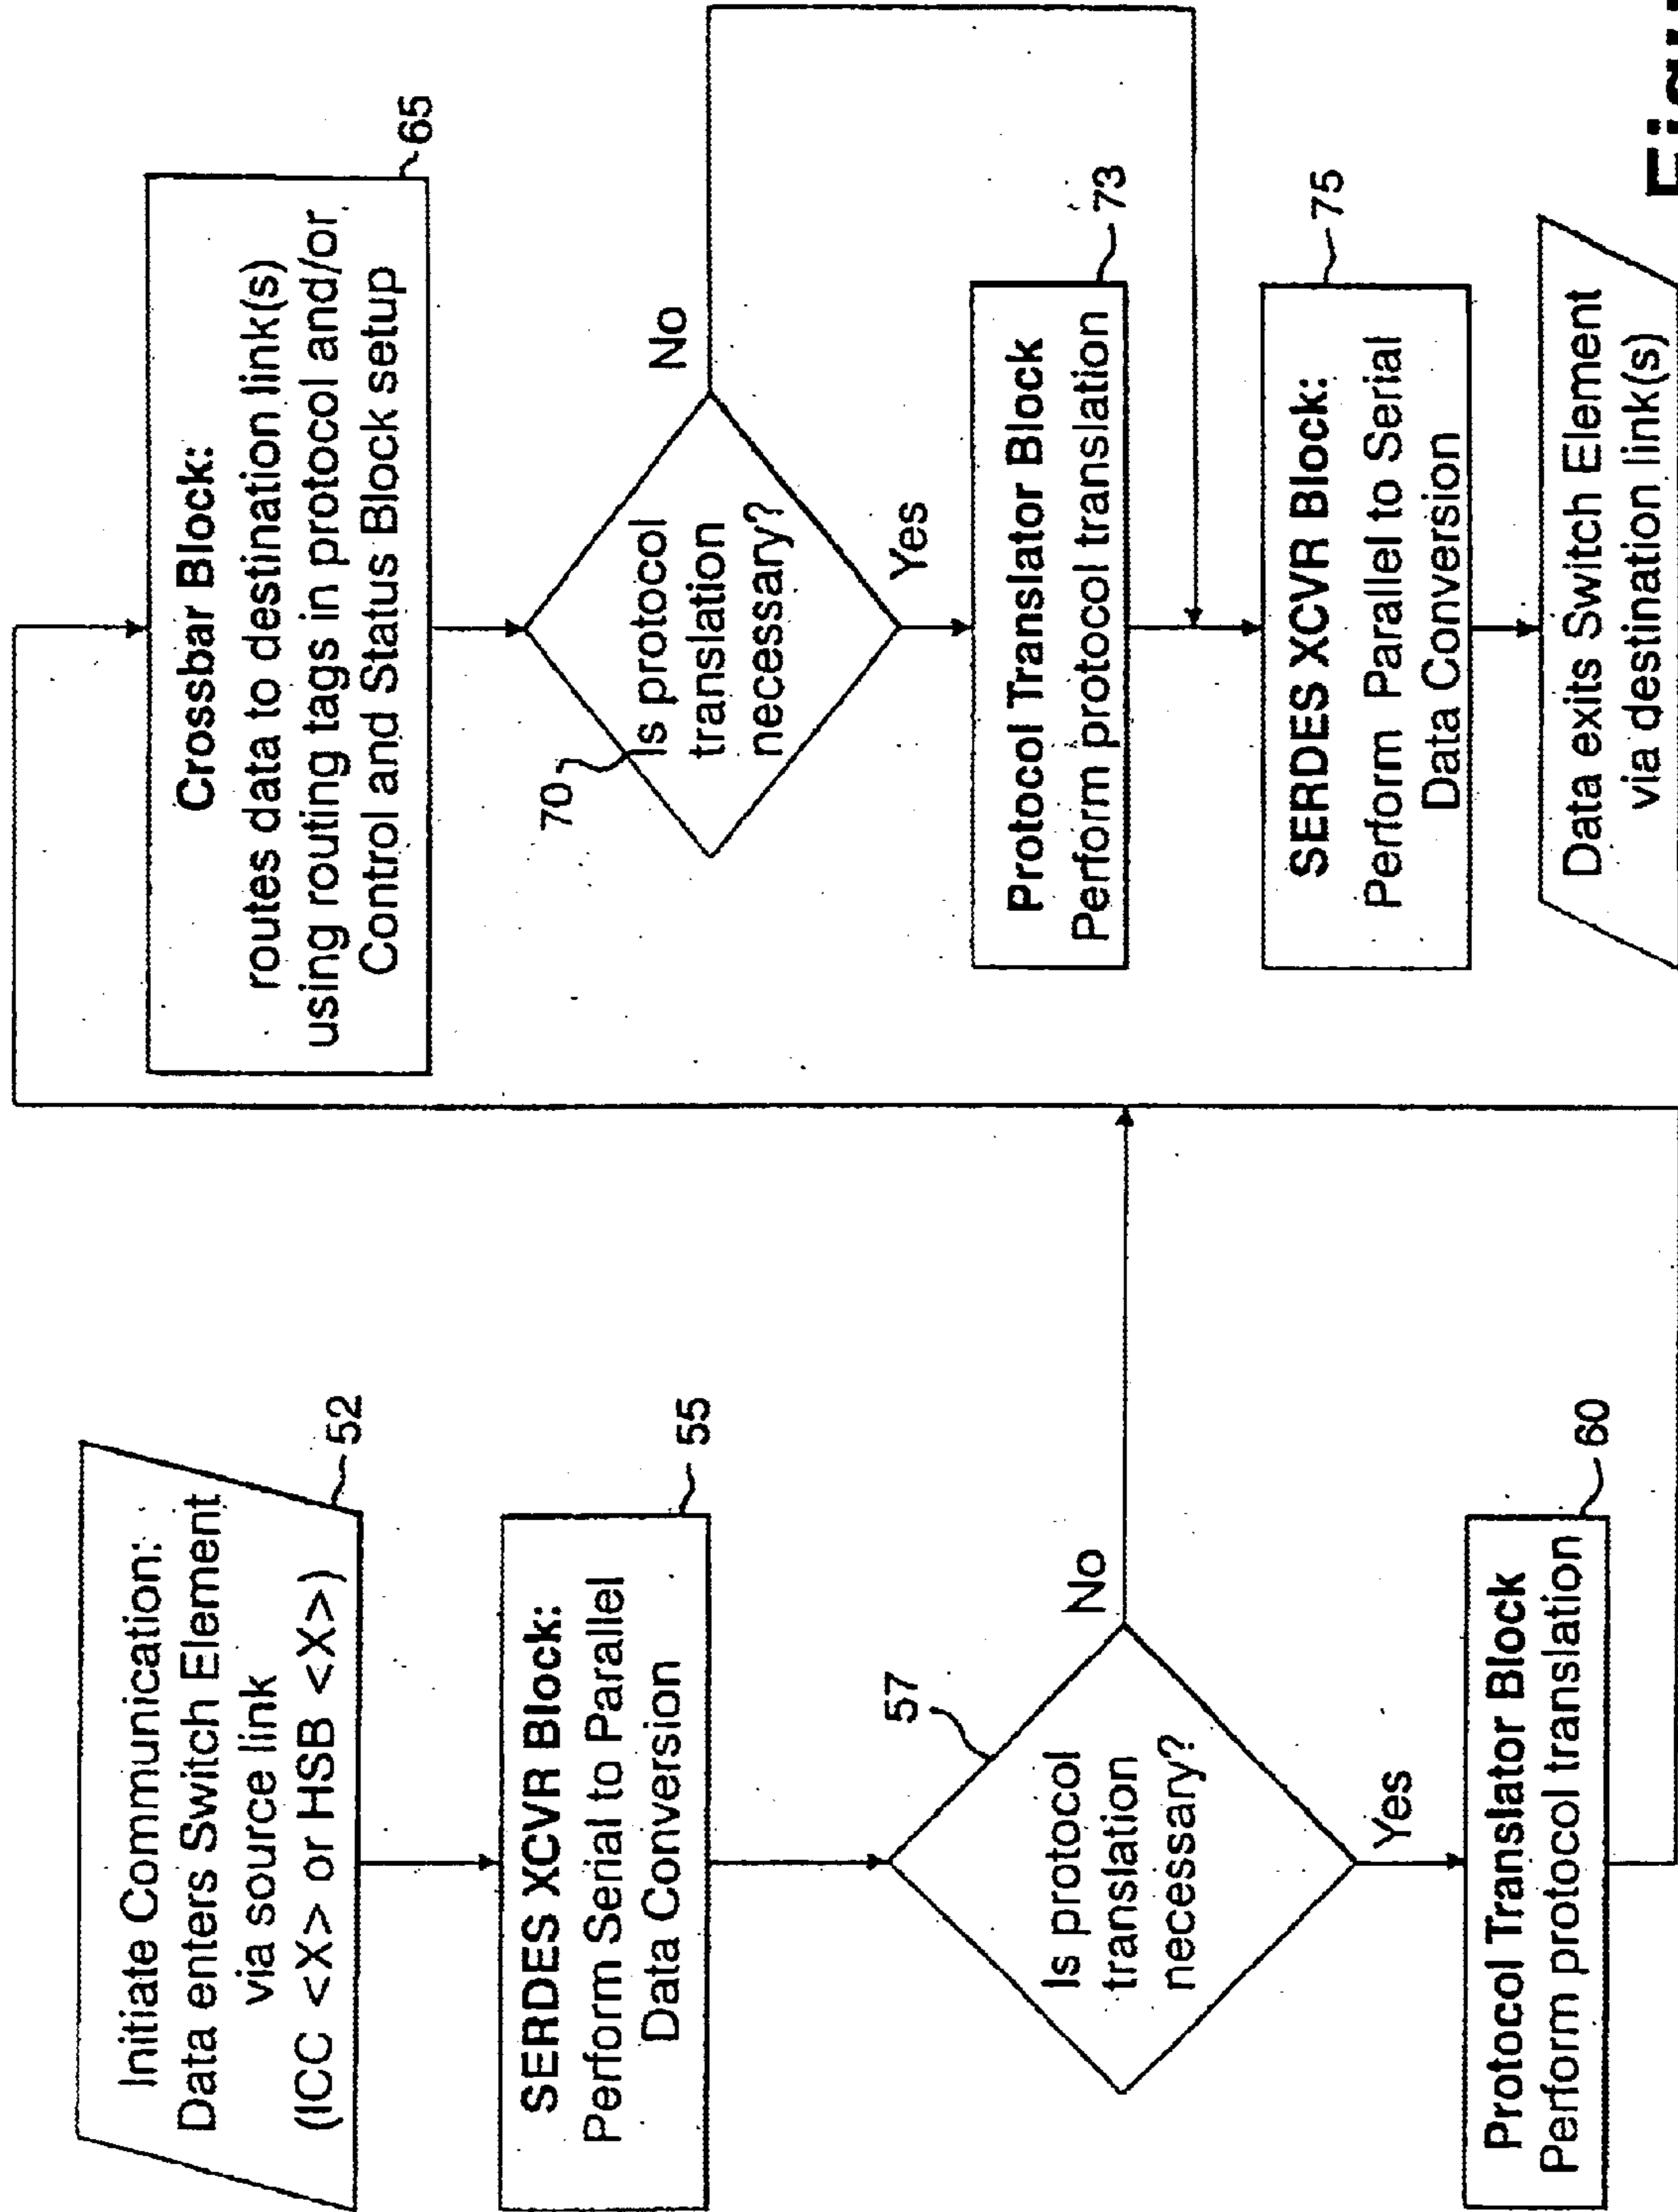 Initiate Communication:
Data enters Switch Element
via source link
(ICC <X> or HSB <X>)
52
SERDES XCVR Block:
Perform Serial to Parallel
Data Conversion
55
57
Is protocol
translation
necessary?
No
Yes
Protocol Translator Block
Perform protocol translation
60
Crossbar Block:
routes data to destination link(s)
using routing tags in protocol and/or
Control and Status Block setup
65
70
Is protocol
translation
necessary?
No
Yes
Protocol Translator Block
Perform protocol translation
73
SERDES XCVR Block:
Perform Parallel to Serial
Data Conversion
75
Data exits Switch Element
via destination link(s)